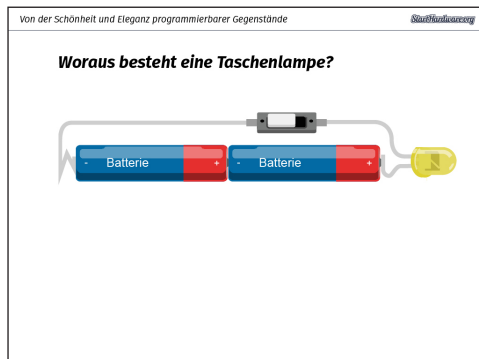 Von der Schönheit und Eleganz programmierbarer Gegenstände
StartHardware.org
Woraus besteht eine Taschenlampe?
- Batterie + - Batterie +